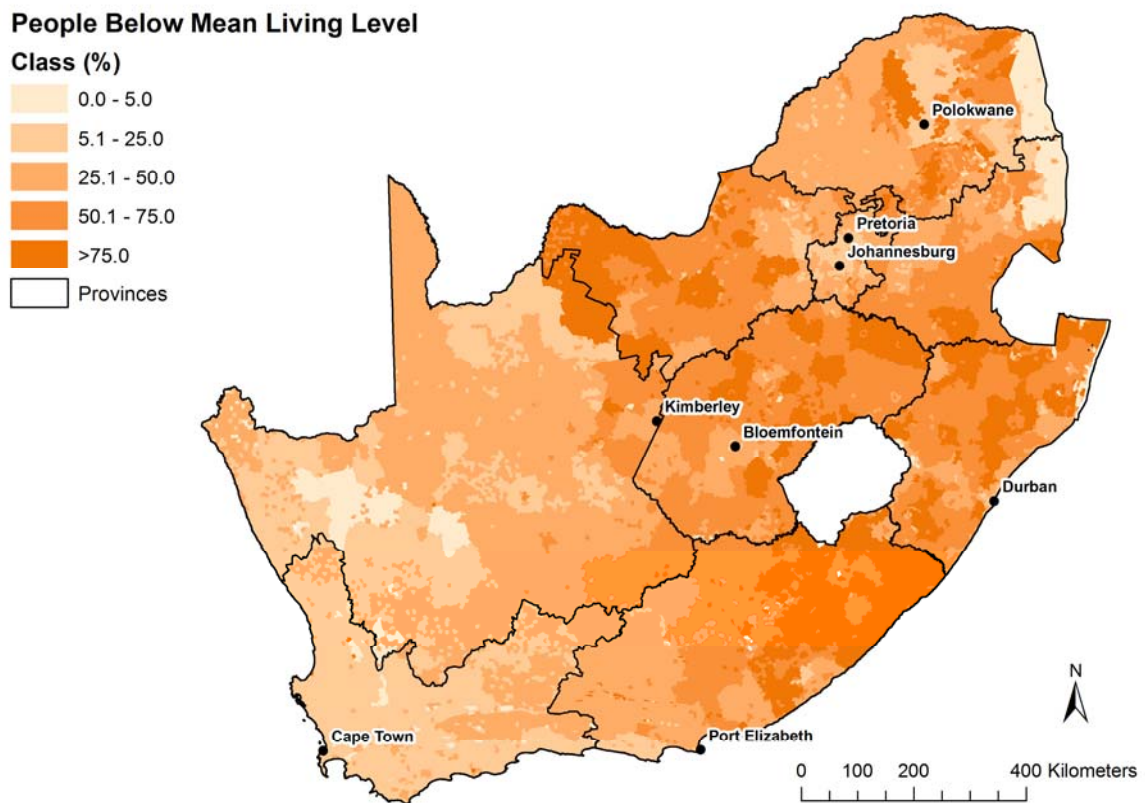 People Below Mean Living Level
Class (%)
0.0 - 5.0
5.1 - 25.0
25.1 - 50.0
50.1 - 75.0
>75.0
Provinces
Polokwane
Pretoria
Johannesburg
Kimberley
Bloemfontein
Durban
Cape Town
Port Elizabeth
N
0 100 200 400 Kilometers